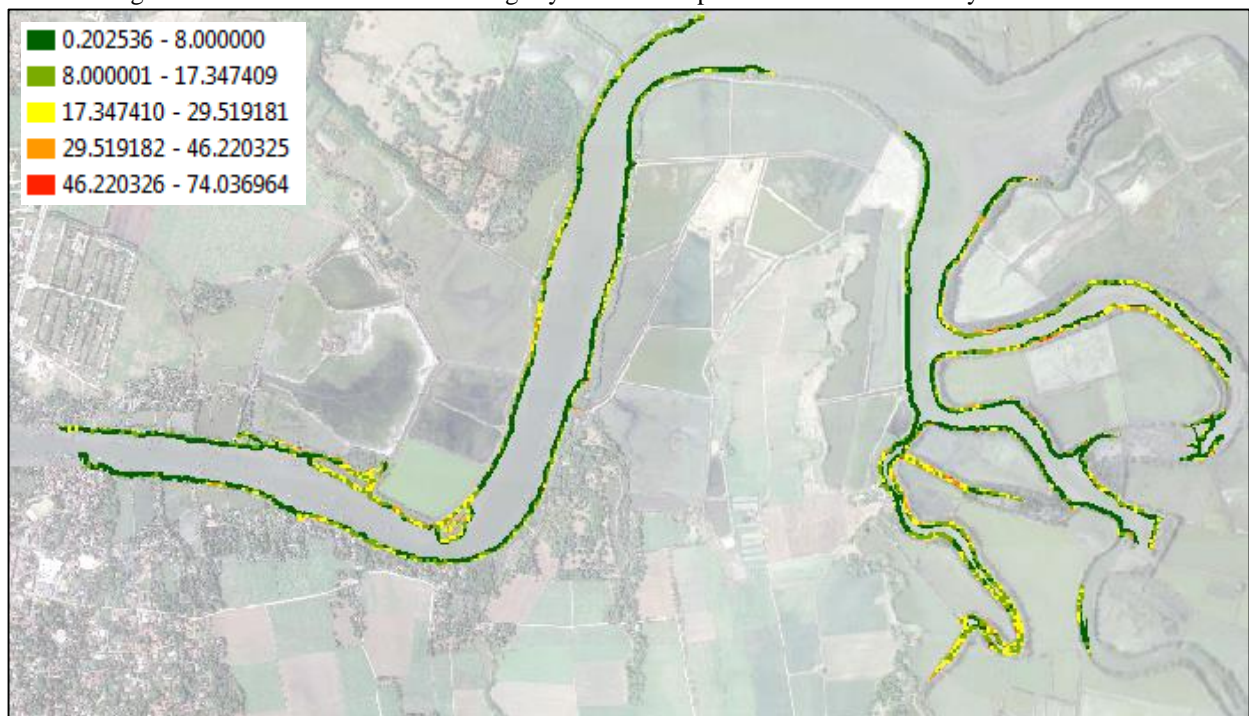 0.202536 - 8.000000
8.000001 - 17.347409
17.347410 - 29.519181
29.519182 - 46.220325
46.220326 - 74.036964